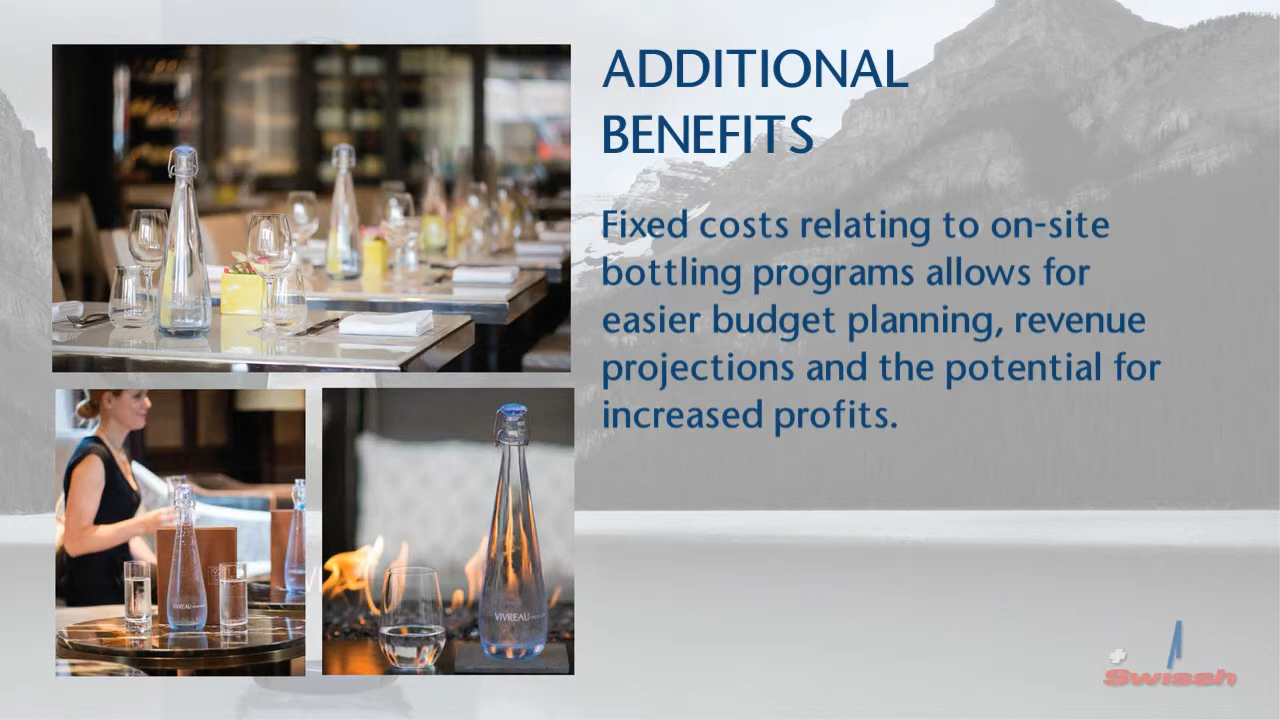 ADDITIONAL
BENEFITS
Fixed costs relating to on-site
bottling programs allows for
easier budget planning, revenue
projections and the potential for
increased profits.
VIVREAU
VIVREAU
Swissh